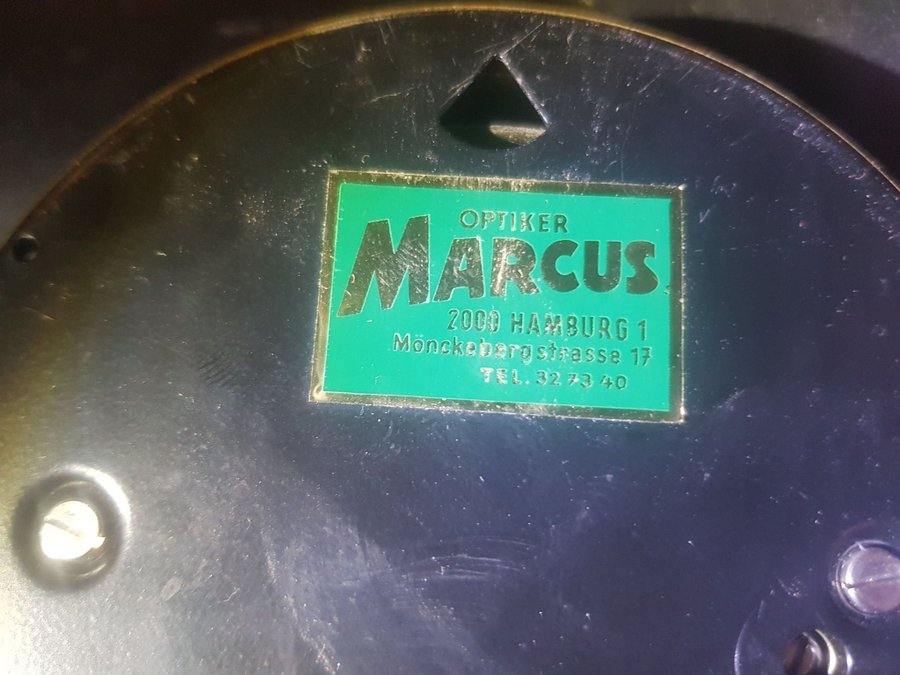 OPTIKER
MARCUS
2000 HAMBURG 1
Mönckebergstrasse 17
TEL. 32 73 40